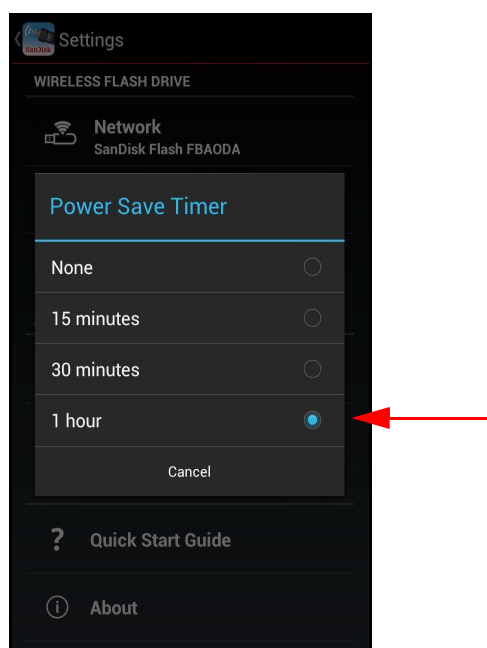 SanDisk
Settings
WIRELESS FLASH DRIVE
Network
SanDisk Flash FBAODA
Power Save Timer
None
15 minutes
30 minutes
1 hour
Cancel
? Quick Start Guide
i About